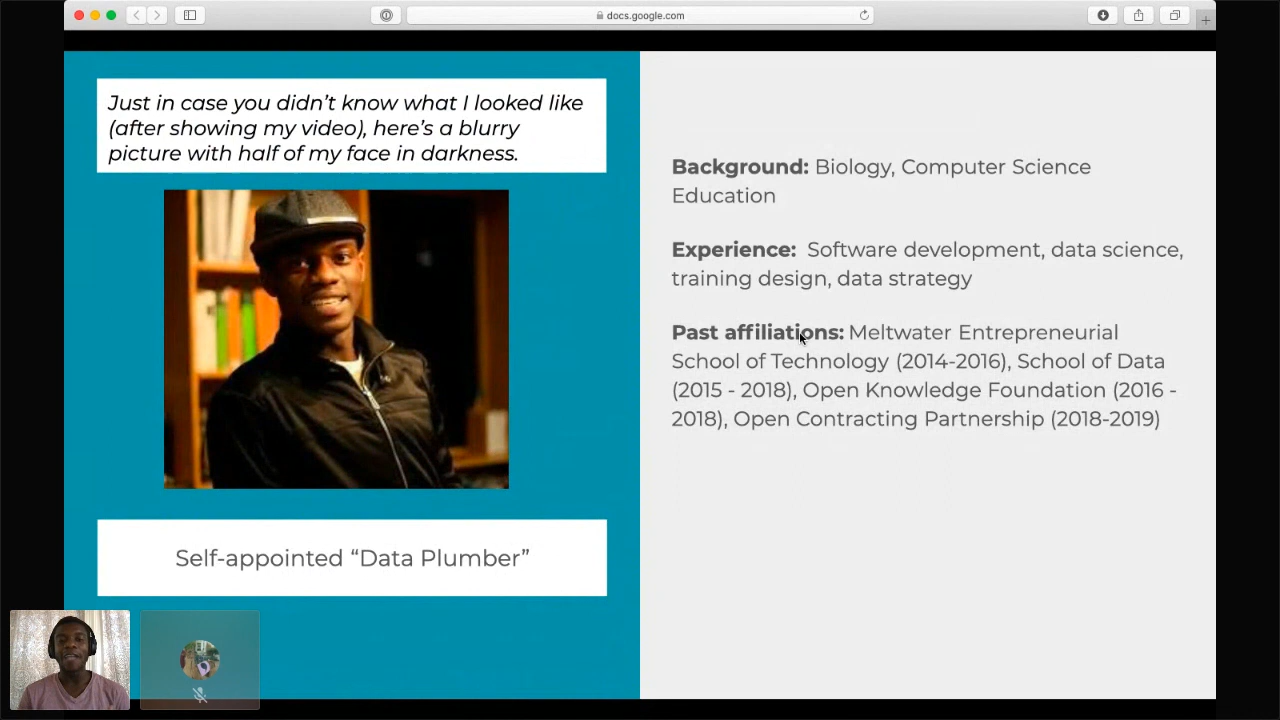 docs.google.com
Just in case you didn’t know what I looked like
(after showing my video), here’s a blurry
picture with half of my face in darkness.
Self-appointed “Data Plumber”
Background: Biology, Computer Science
Education
Experience: Software development, data science,
training design, data strategy
Past affiliations: Meltwater Entrepreneurial
School of Technology (2014-2016), School of Data
(2015 - 2018), Open Knowledge Foundation (2016 -
2018), Open Contracting Partnership (2018-2019)